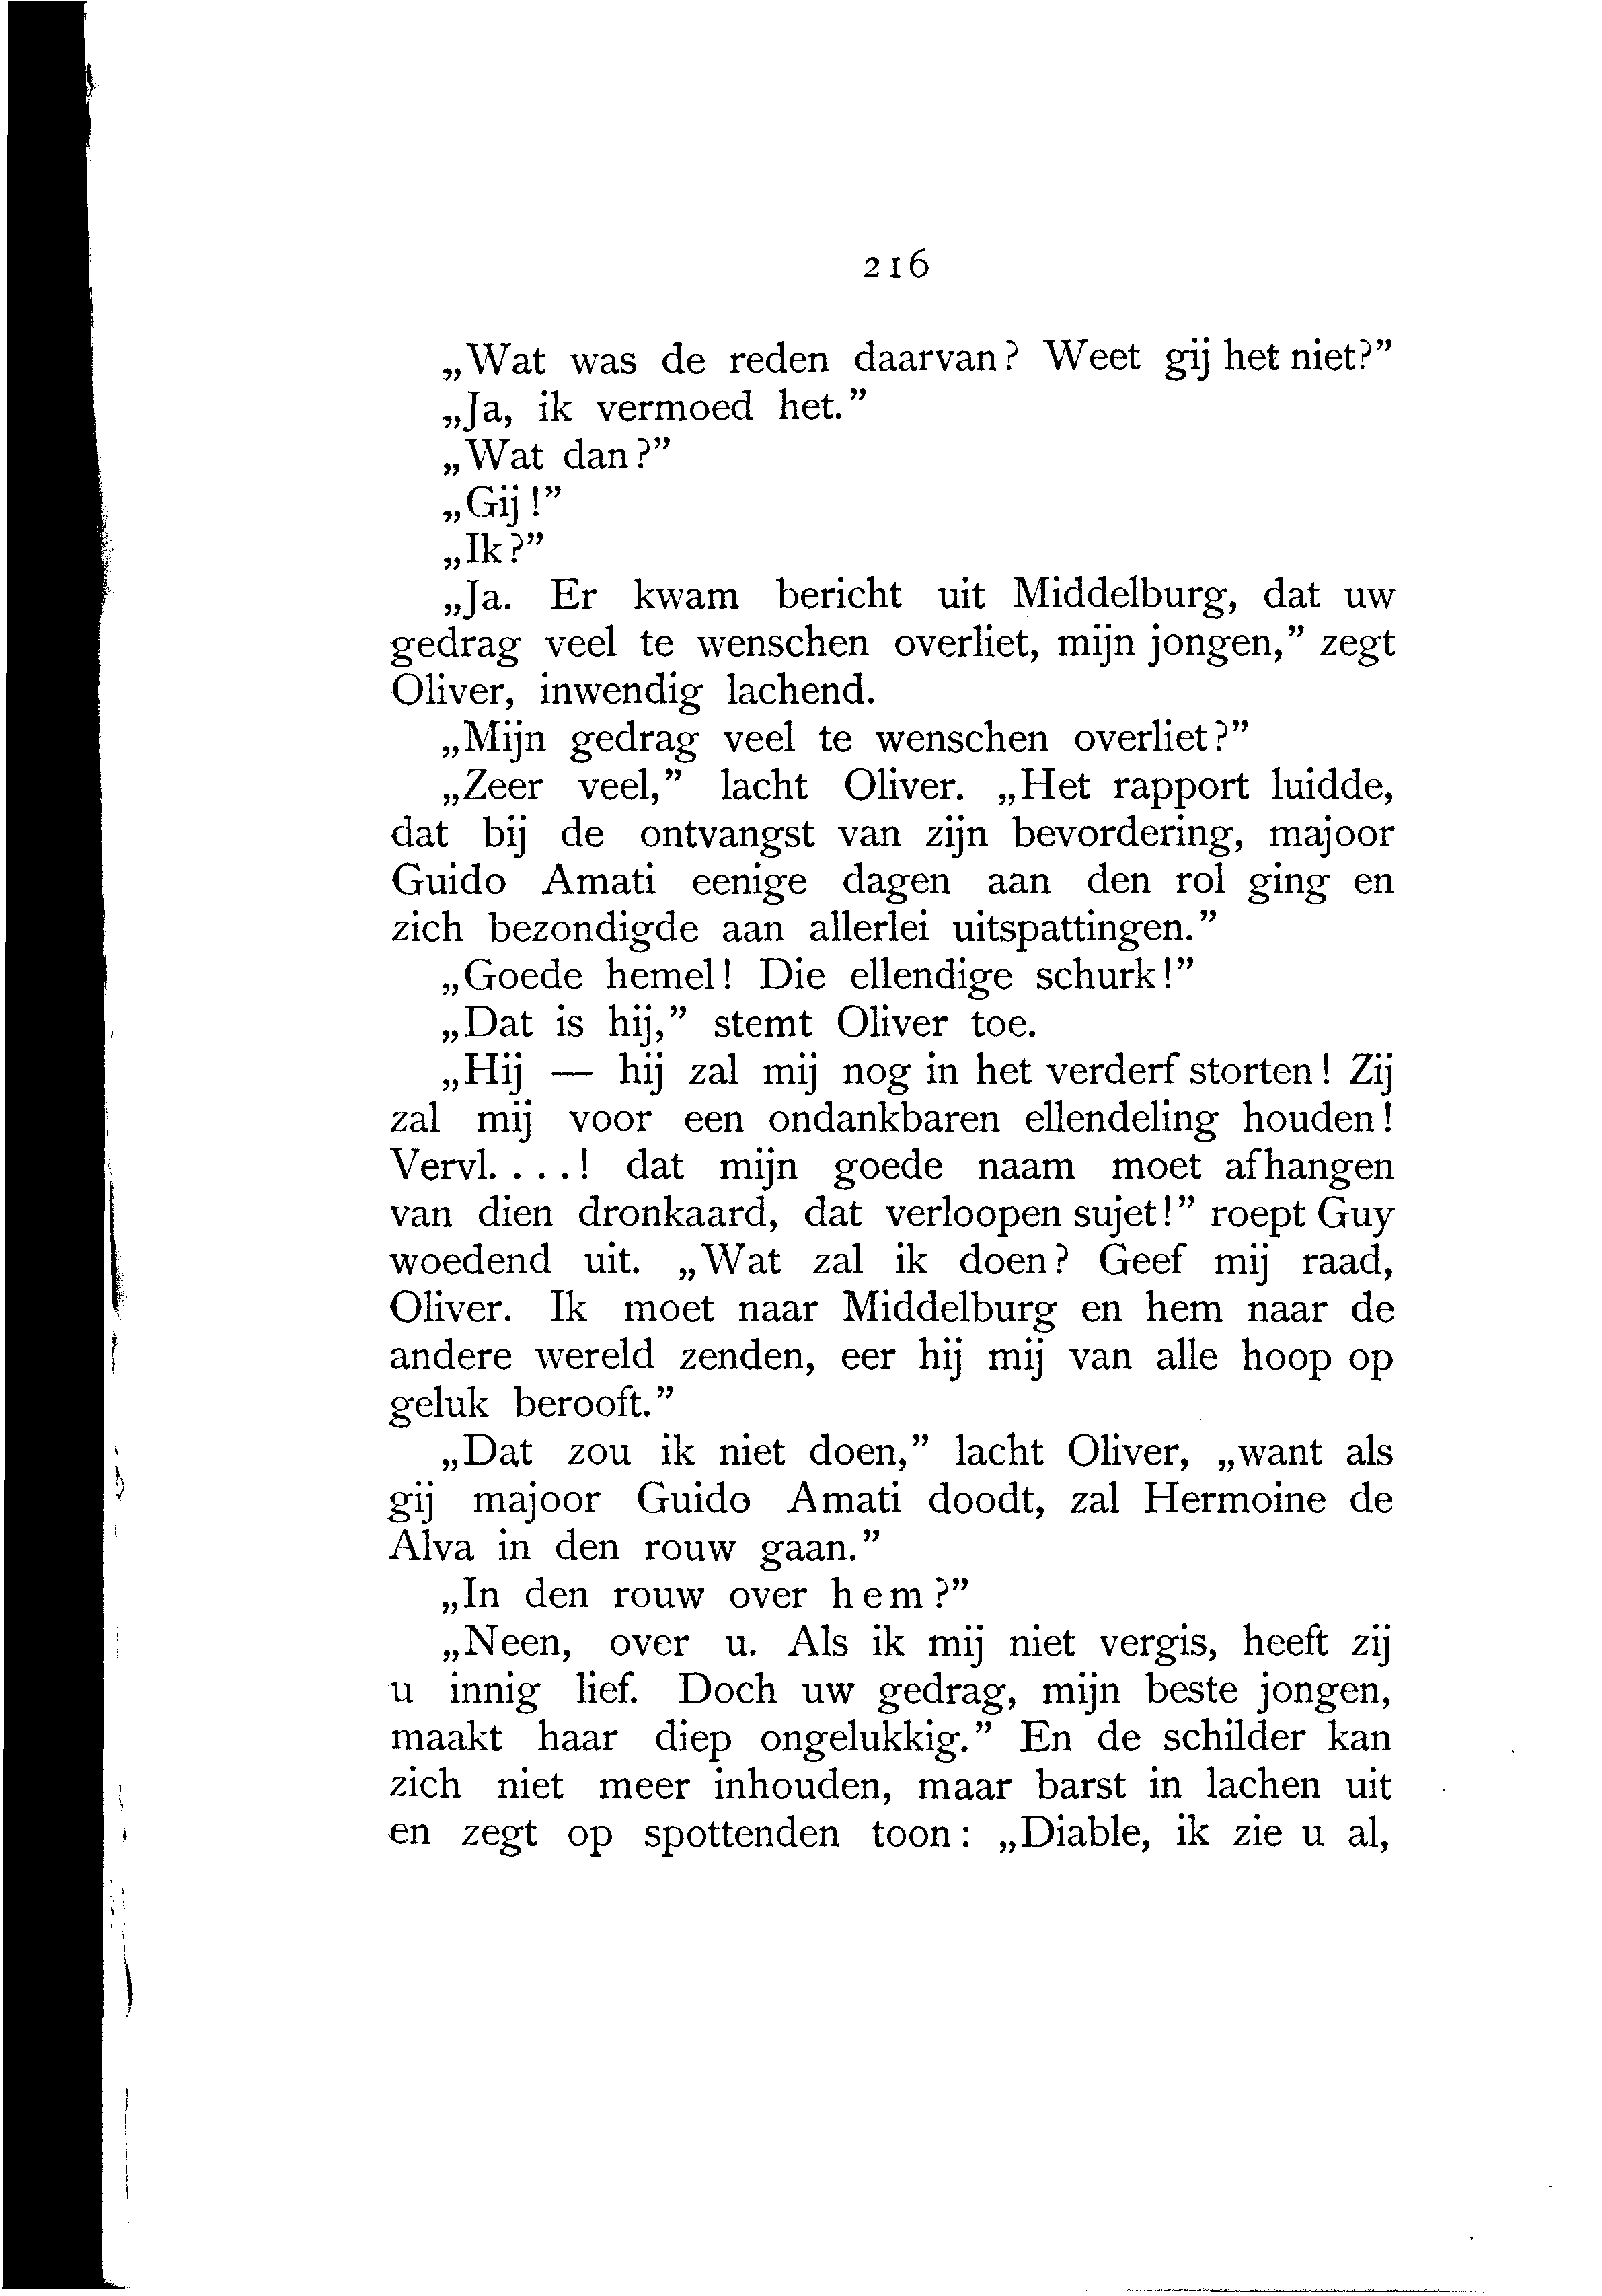 216
„Wat was de reden daarvan? Weet gij het niet?”
„Ja, ik vermoed het.”
„Wat dan?”
„Gij!”
„Ik?”
„Ja. Er kwam bericht uit Middelburg, dat uw
gedrag veel te wenschen overliet, mijn jongen,” zegt
Oliver, inwendig lachend.
„Mijn gedrag veel te wenschen overliet?”
„Zeer veel,” lacht Oliver. „Het rapport luidde,
dat bij de ontvangst van zijn bevordering, majoor
Guido Amati eenige dagen aan den rol ging en
zich bezondigde aan allerlei uitspattingen.”
„Goede hemel! Die ellendige schurk!”
„Dat is hij,” stemt Oliver toe.
„Hij — hij zal mij nog in het verderf storten! Zij
zal mij voor een ondankbaren ellendeling houden!
Vervl. . . .! dat mijn goede naam moet afhangen
van dien dronkaard, dat verloopen sujet!” roept Guy
woedend uit. „Wat zal ik doen? Geef mij raad,
Oliver. Ik moet naar Middelburg en hem naar de
andere wereld zenden, eer hij mij van alle hoop op
geluk berooft.”
„Dat zou ik niet doen,” lacht Oliver, „want als
gij majoor Guido Amati doodt, zal Hermoine de
Alva in den rouw gaan.”
„In den rouw over hem?”
„Neen, over u. Als ik mij niet vergis, heeft zij
u innig lief. Doch uw gedrag, mijn beste jongen,
maakt haar diep ongelukkig.” En de schilder kan
zich niet meer inhouden, maar barst in lachen uit
en zegt op spottenden toon: „Diable, ik zie u al,